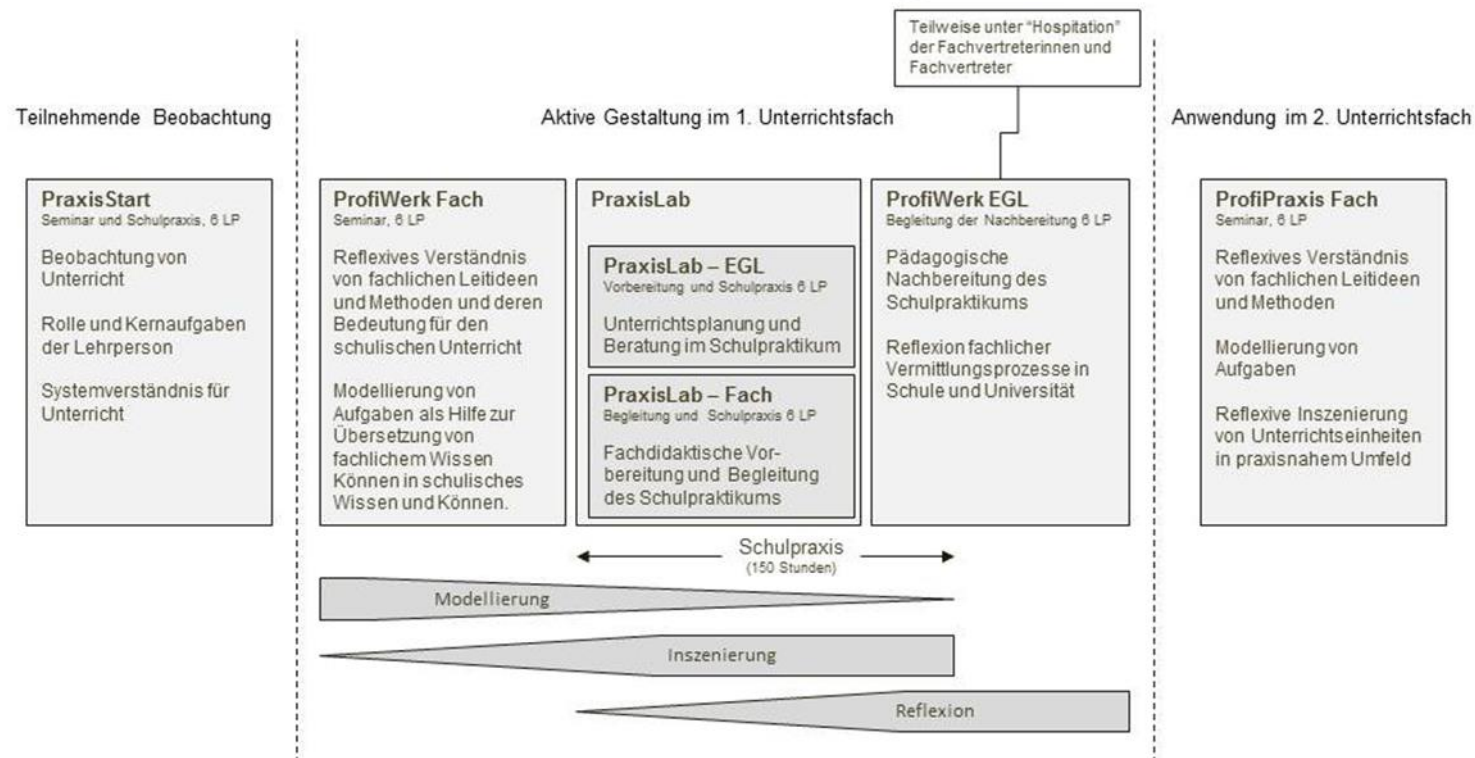 Teilweise unter “Hospitation”
der Fachvertreterinnen und
Fachvertreter
Teilnehmende Beobachtung
Aktive Gestaltung im 1. Unterrichtsfach
Anwendung im 2. Unterrichtsfach
PraxisStart
Seminar und Schulpraxis, 6 LP
Beobachtung von
Unterricht
Rolle und Kernaufgaben
der Lehrperson
Systemverständnis für
Unterricht
ProfiWerk Fach
Seminar, 6 LP
Reflexives Verständnis
von fachlichen Leitideen
und Methoden und deren
Bedeutung für den
schulischen Unterricht
Modellierung von
Aufgaben als Hilfe zur
Übersetzung von
fachlichem Wissen
Können in schulisches
Wissen und Können.
PraxisLab
PraxisLab – EGL
Vorbereitung und Schulpraxis 6 LP
Unterrichtsplanung und
Beratung im Schulpraktikum
PraxisLab – Fach
Begleitung und Schulpraxis 6 LP
Fachdidaktische Vor-
bereitung und Begleitung
des Schulpraktikums
ProfiWerk EGL
Begleitung der Nachbereitung 6 LP
Pädagogische
Nachbereitung des
Schulpraktikums
Reflexion fachlicher
Vermittlungsprozesse in
Schule und Universität
ProfiPraxis Fach
Seminar, 6 LP
Reflexives Verständnis
von fachlichen Leitideen
und Methoden
Modellierung von
Aufgaben
Reflexive Inszenierung
von Unterrichtseinheiten
in praxisnahem Umfeld
Schulpraxis
(150 Stunden)
Modellierung
Inszenierung
Reflexion